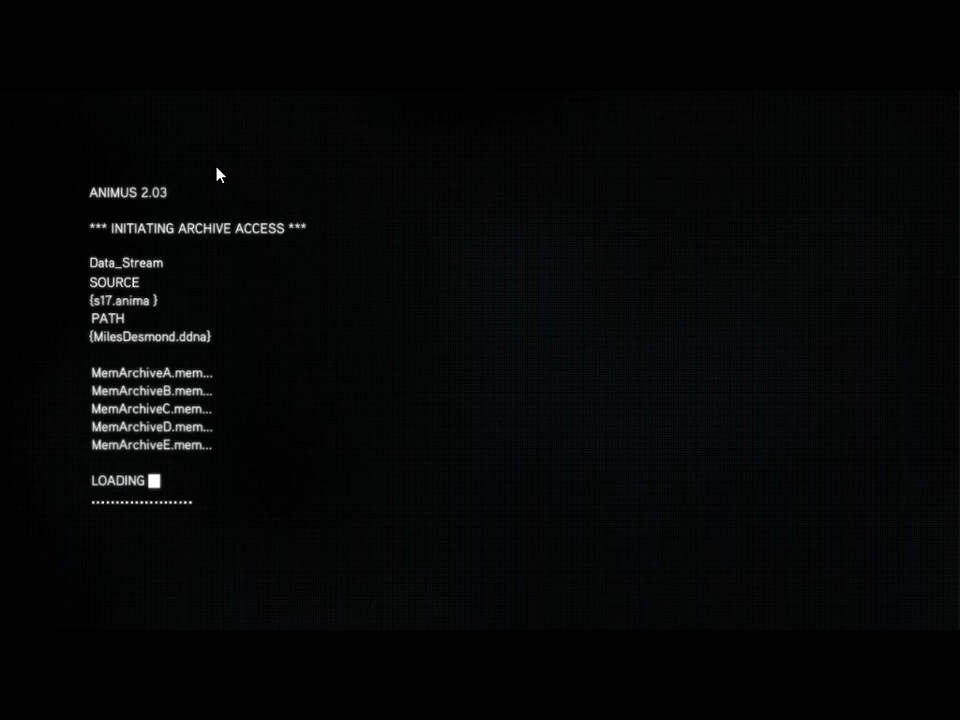 ANIMUS 2.03
*** INITIATING ARCHIVE ACCESS ***
Data_Stream
SOURCE
{s17.anima }
PATH
{MilesDesmond.ddna}
MemArchiveA.mem...
MemArchiveB.mem...
MemArchiveC.mem...
MemArchiveD.mem...
MemArchiveE.mem...
LOADING
.....................